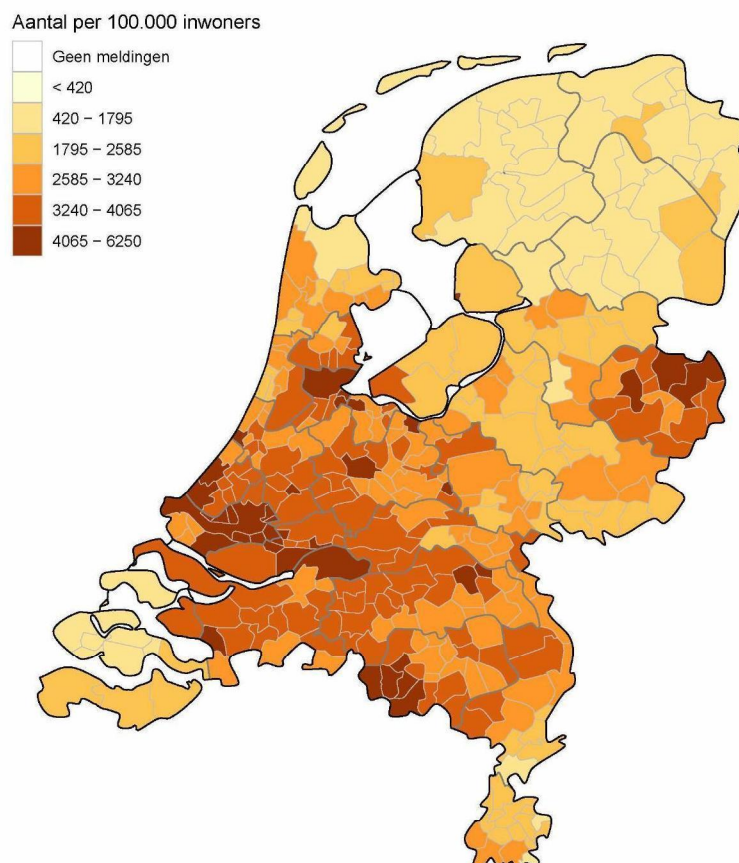 Aantal per 100.000 inwoners
Geen meldingen
< 420
420 – 1795
1795 – 2585
2585 – 3240
3240 – 4065
4065 – 6250